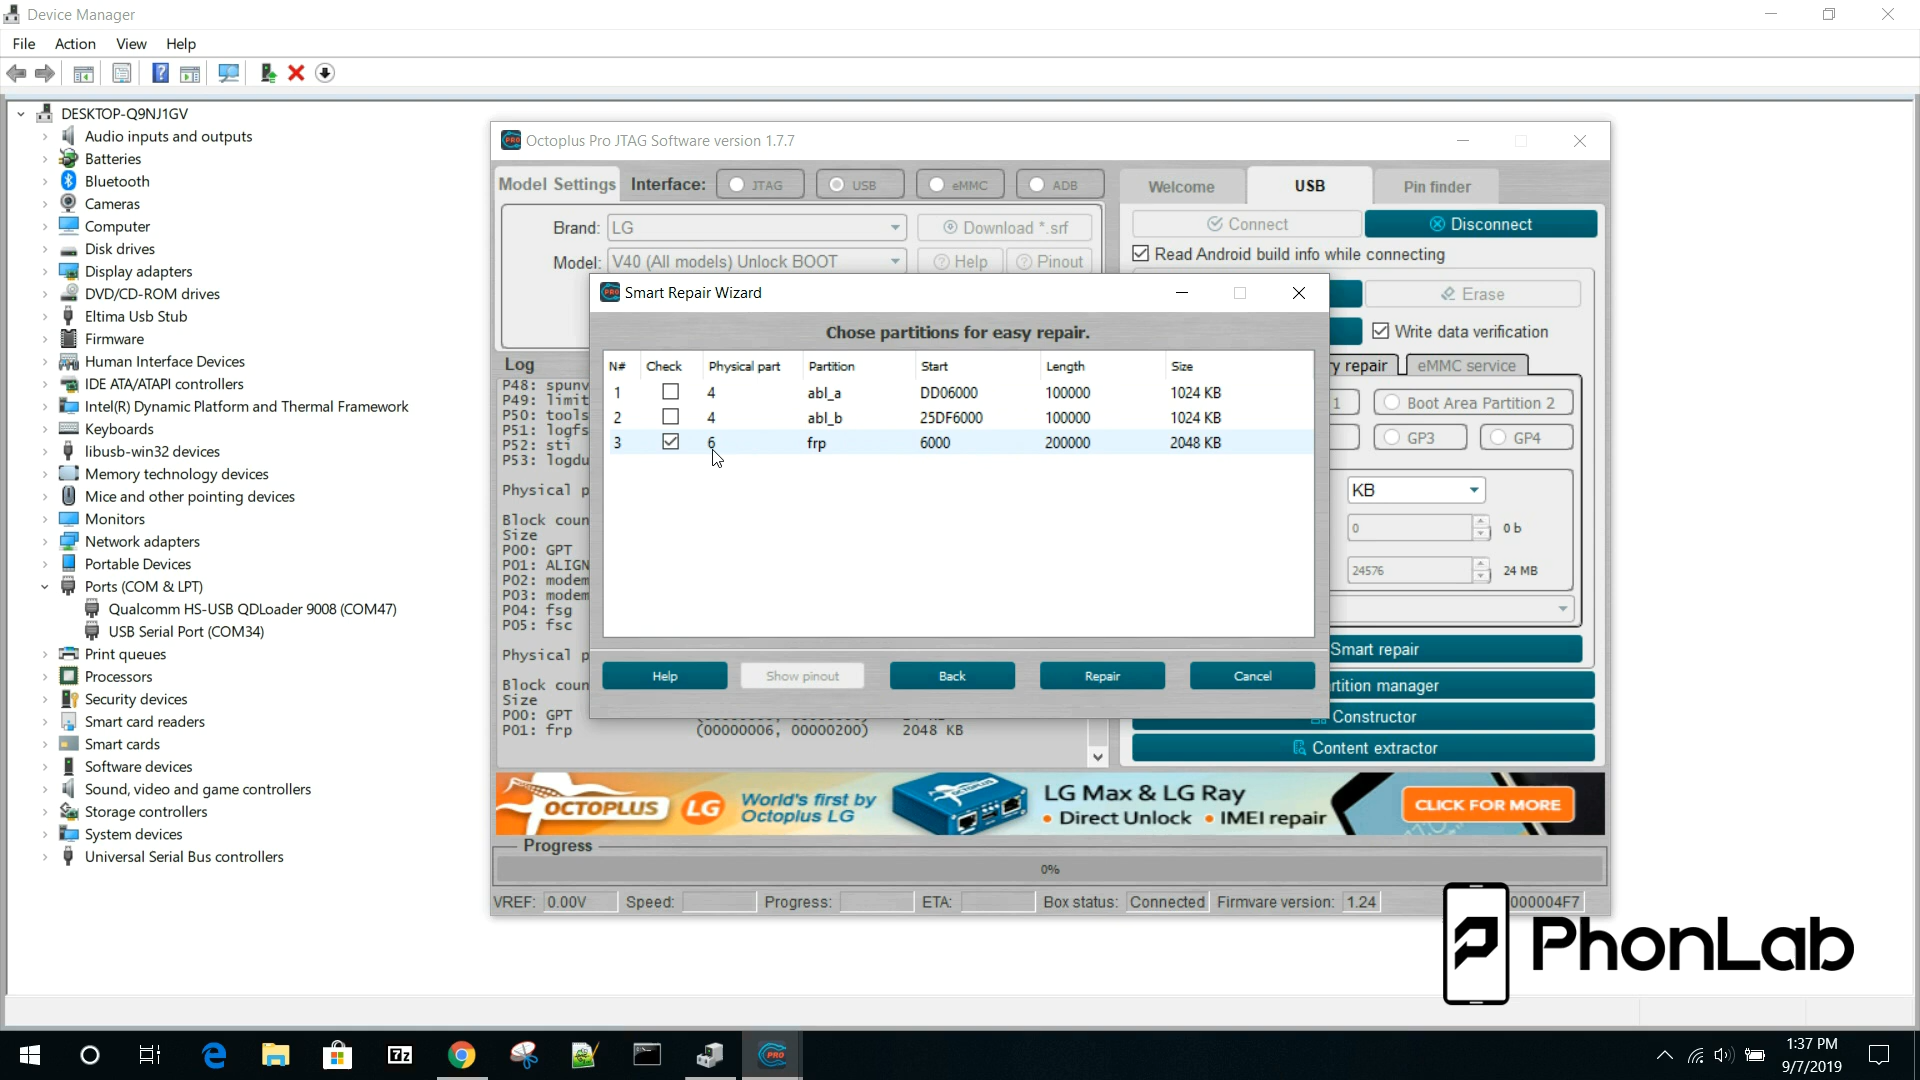 Device Manager
File Action View Help
DESKTOP-Q9NJ1GV
Audio inputs and outputs
Batteries
Bluetooth
Cameras
Computer
Disk drives
Display adapters
DVD/CD-ROM drives
Eltima Usb Stub
Firmware
Human Interface Devices
IDE ATA/ATAPI controllers
Intel(R) Dynamic Platform and Thermal Framework
Keyboards
libusb-win32 devices
Memory technology devices
Mice and other pointing devices
Monitors
Network adapters
Portable Devices
Ports (COM & LPT)
Qualcomm HS-USB QDLoader 9008 (COM47)
USB Serial Port (COM34)
Print queues
Processors
Security devices
Smart card readers
Smart cards
Software devices
Sound, video and game controllers
Storage controllers
System devices
Universal Serial Bus controllers
PRO Octoplus Pro JTAG Software version 1.7.7
Model Settings Interface: JTAG USB eMMC ADB
Brand: LG Download *.srf
Model: V40 (All models) Unlock BOOT Help Pinout
Welcome USB Pin finder
Connect Disconnect
Read Android build info while connecting
Erase
Write data verification
y repair eMMC service
1 Boot Area Partition 2
GP3 GP4
KB
0 0 b
24576 24 MB
Smart repair
rtition manager
Constructor
Content extractor
Log
P48: spunv
P49: limit
P50: tools
P51: logfs
P52: sti
P53: logdu
Physical p
Block coun
Size
P00: GPT
P01: ALIGN
P02: modem
P03: modem
P04: fsg
P05: fsc
Physical p
Block coun
Size
P00: GPT
P01: frp (00000006, 00000200) 2048 KB
PRO Smart Repair Wizard
Chose partitions for easy repair.
N# Check Physical part Partition Start Length Size
1 4 abl_a DD06000 100000 1024 KB
2 4 abl_b 25DF6000 100000 1024 KB
3 6 frp 6000 200000 2048 KB
Help Show pinout Back Repair Cancel
OCTOPLUS LG World's first by Octoplus LG
LG Max & LG Ray
• Direct Unlock • IMEI repair
CLICK FOR MORE
Progress
0%
VREF: 0.00V Speed: Progress: ETA: Box status: Connected Firmware version: 1.24 000004F7
PhonLab
7z PRO
1:37 PM
9/7/2019